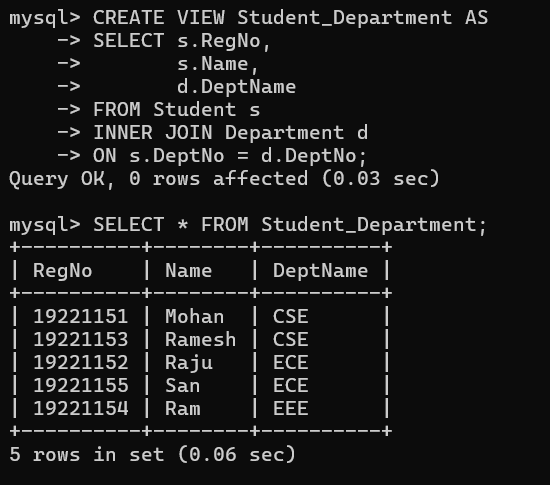 mysql> CREATE VIEW Student_Department AS
    -> SELECT s.RegNo,
    ->        s.Name,
    ->        d.DeptName
    -> FROM Student s
    -> INNER JOIN Department d
    -> ON s.DeptNo = d.DeptNo;
Query OK, 0 rows affected (0.03 sec)

mysql> SELECT * FROM Student_Department;
+----------+--------+----------+
| RegNo    | Name   | DeptName |
+----------+--------+----------+
| 19221151 | Mohan  | CSE      |
| 19221153 | Ramesh | CSE      |
| 19221152 | Raju   | ECE      |
| 19221155 | San    | ECE      |
| 19221154 | Ram    | EEE      |
+----------+--------+----------+
5 rows in set (0.06 sec)